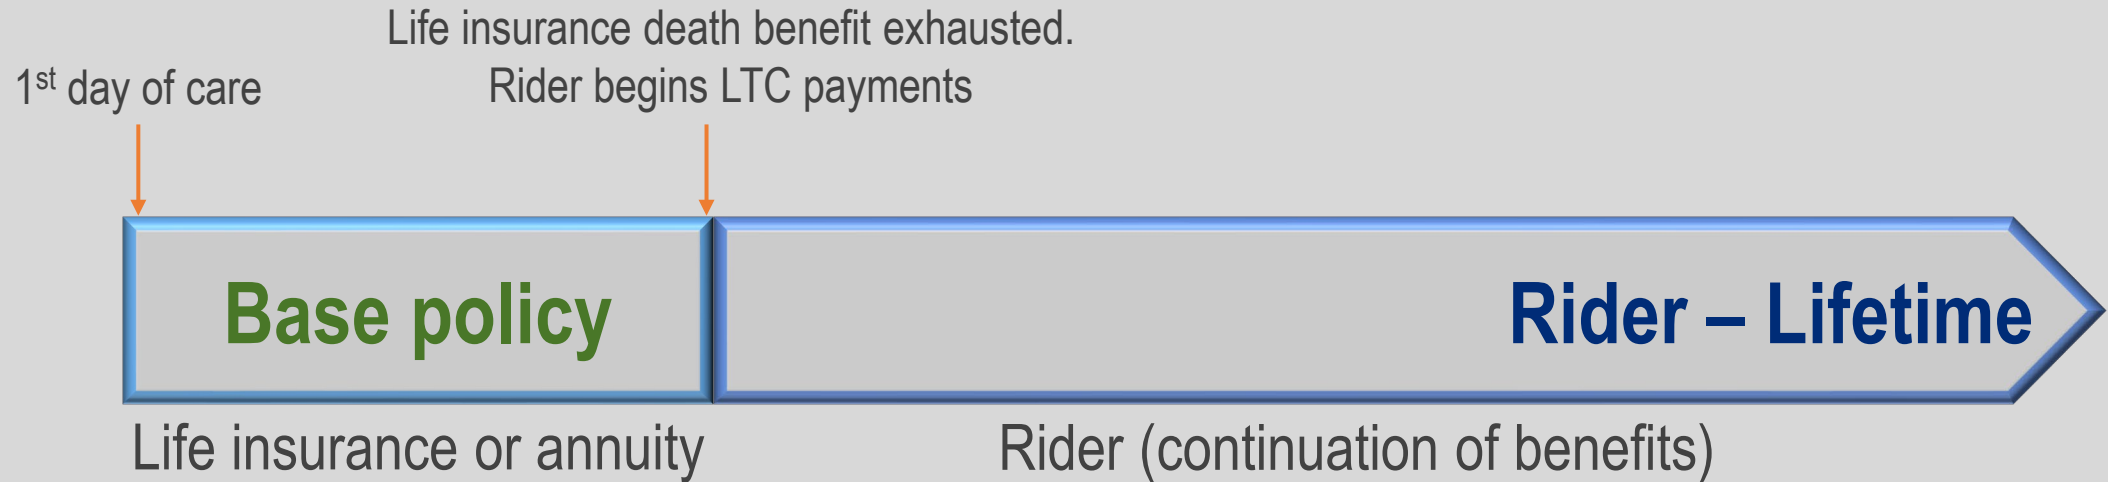 Life insurance death benefit exhausted.
1st day of care
Rider begins LTC payments
Base policy
Rider – Lifetime
Life insurance or annuity
Rider (continuation of benefits)